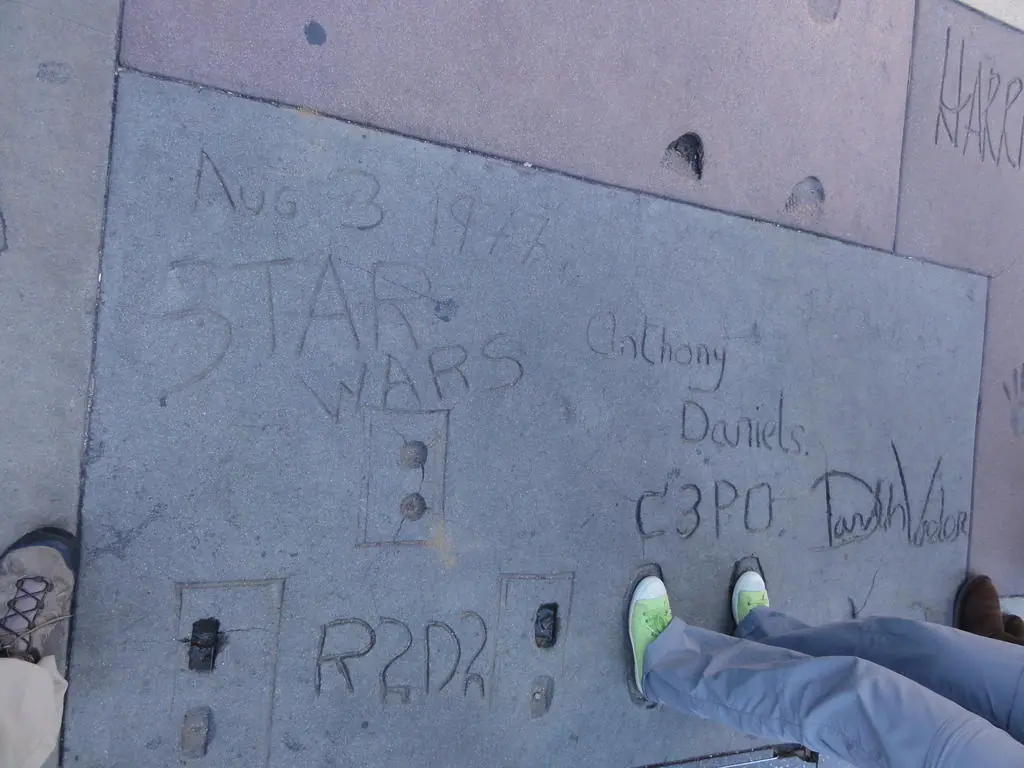 Aug 3 1977
STAR
WARS
Anthony
Daniels.
C3PO
Darth Vader
R2D2